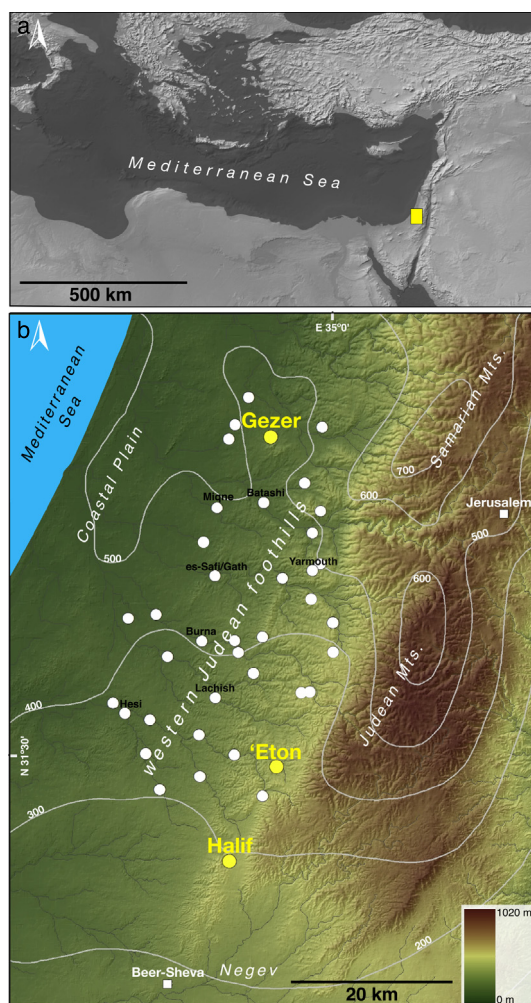 a
Mediterranean Sea
500 km
b
E 35°0'
Mediterranean
Sea
Coastal Plain
Samarian Mts.
Gezer
700
600
Miqne
Batashi
Jerusalem
500
500
es-Safi/Gath
Yarmouth
600
western Judean foothills
Burna
Judean Mts.
Lachish
400
Hesi
N 31°30'
'Eton
300
Halif
1020 m
200
Beer-Sheva
Negev
20 km
0 m